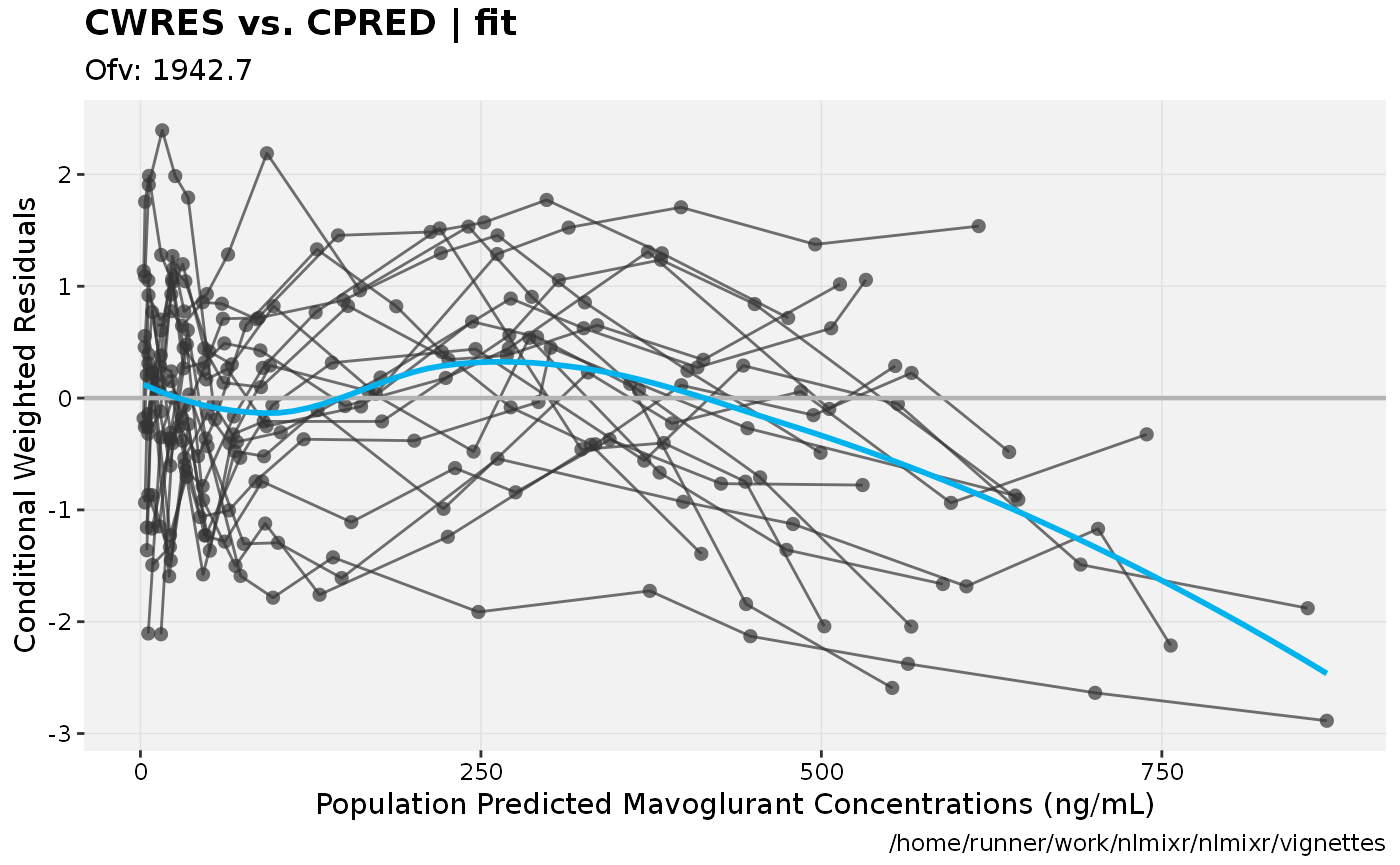 CWRES vs. CPRED | fit
Ofv: 1942.7
Conditional Weighted Residuals
2
1
0
-1
-2
-3
0 250 500 750
Population Predicted Mavoglurant Concentrations (ng/mL)
/home/runner/work/nlmixr/nlmixr/vignettes